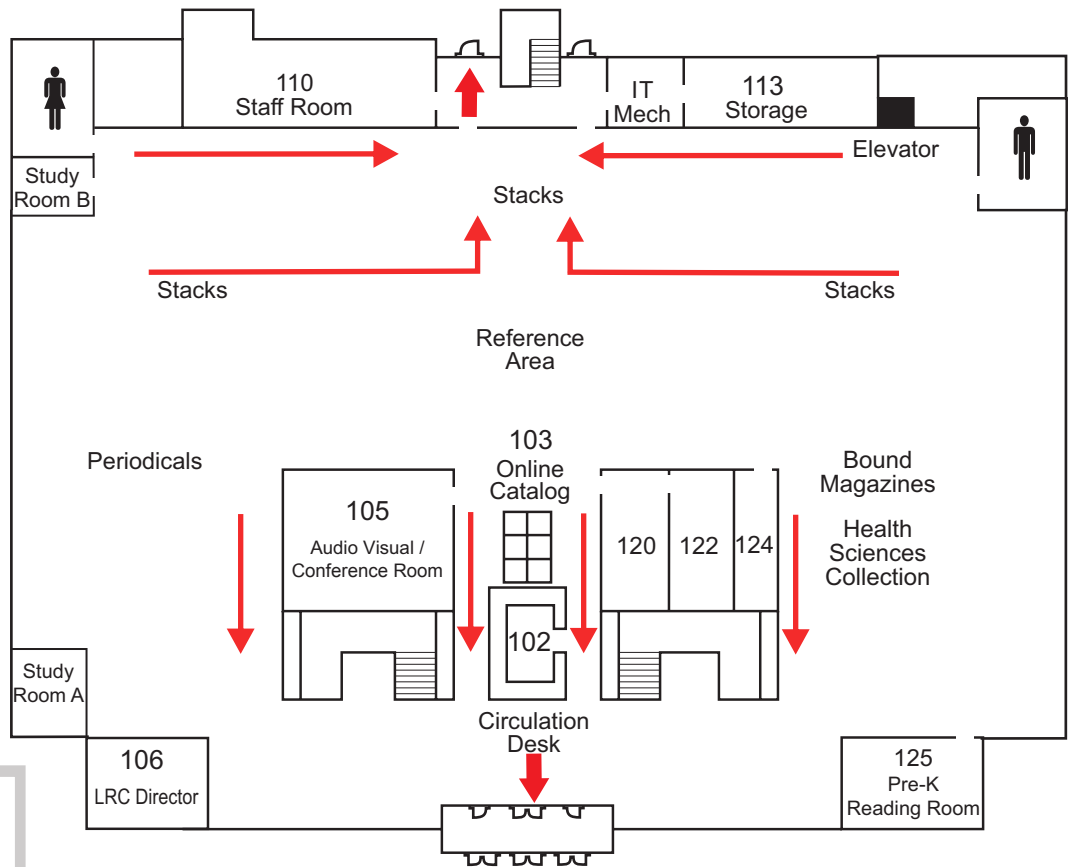 110
Staff Room
IT
Mech
113
Storage
Elevator
Study
Room B
Stacks
Stacks
Stacks
Reference
Area
Periodicals
103
Online
Catalog
Bound
Magazines
105
Audio Visual /
Conference Room
120
122
124
Health
Sciences
Collection
102
Study
Room A
Circulation
Desk
106
LRC Director
125
Pre-K
Reading Room